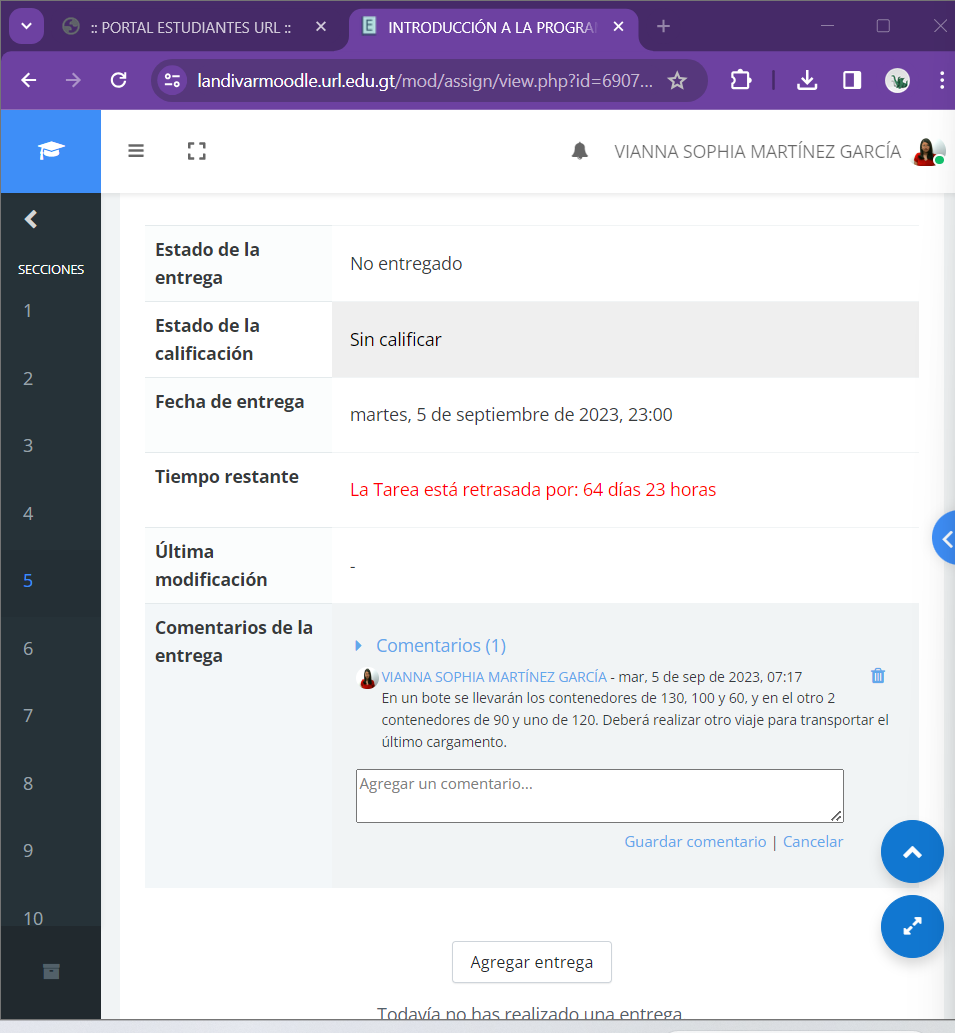 :: PORTAL ESTUDIANTES URL ::
INTRODUCCIÓN A LA PROGRA
landivarmoodle.url.edu.gt/mod/assign/view.php?id=6907...
VIANNA SOPHIA MARTÍNEZ GARCÍA
SECCIONES
1
2
3
4
5
6
7
8
9
10
Estado de la
entrega
No entregado
Estado de la
calificación
Sin calificar
Fecha de entrega
martes, 5 de septiembre de 2023, 23:00
Tiempo restante
La Tarea está retrasada por: 64 días 23 horas
Última
modificación
-
Comentarios de la
entrega
Comentarios (1)
VIANNA SOPHIA MARTÍNEZ GARCÍA - mar, 5 de sep de 2023, 07:17
En un bote se llevarán los contenedores de 130, 100 y 60, y en el otro 2
contenedores de 90 y uno de 120. Deberá realizar otro viaje para transportar el
último cargamento.
Agregar un comentario...
Guardar comentario | Cancelar
Agregar entrega
Todavía no has realizado una entrega